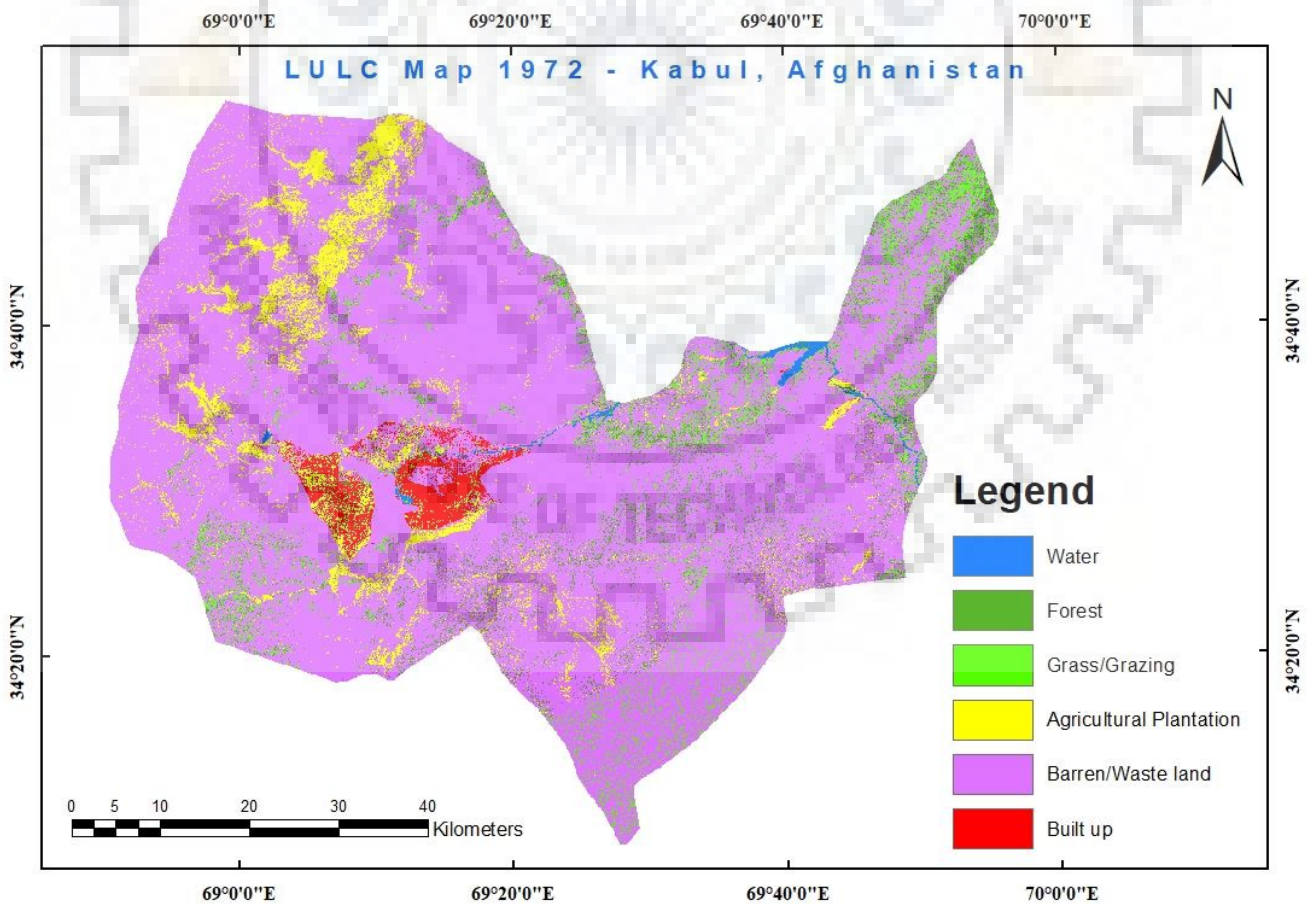 69°0'0"E 69°20'0"E 69°40'0"E 70°0'0"E
LULC Map 1972 - Kabul, Afghanistan
N
34°40'0"N 34°40'0"N
OF TECHN
Legend
Water
Forest
Grass/Grazing
34°20'0"N 34°20'0"N
Agricultural Plantation
Barren/Waste land
0 5 10 20 30 40
Kilometers
Built up
69°0'0"E 69°20'0"E 69°40'0"E 70°0'0"E